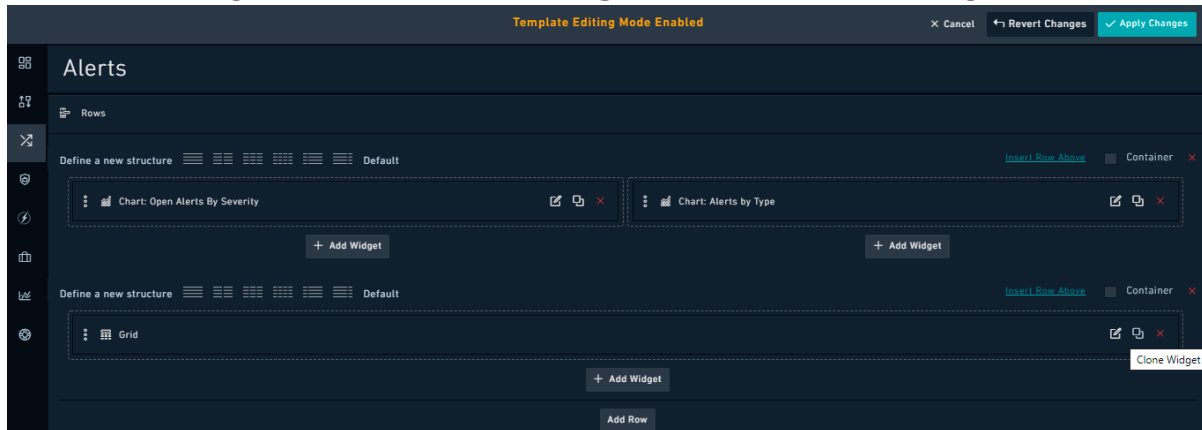 Template Editing Mode Enabled × Cancel Revert Changes Apply Changes
Alerts
Rows
Define a new structure Default Insert Row Above Container ×
Chart: Open Alerts By Severity × Chart: Alerts by Type ×
+ Add Widget + Add Widget
Define a new structure Default Insert Row Above Container ×
Grid ×
Clone Widget
+ Add Widget
Add Row